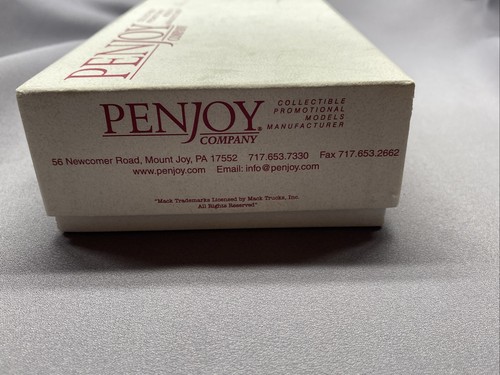 PENJOY
COMPANY
PENJOY®
COMPANY
COLLECTIBLE
PROMOTIONAL
MODELS
MANUFACTURER
56 Newcomer Road, Mount Joy, PA 17552 717.653.7330 Fax 717.653.2662
www.penjoy.com Email: info@penjoy.com
"Mack Trademarks Licensed by Mack Trucks, Inc
All Rights Reserved"